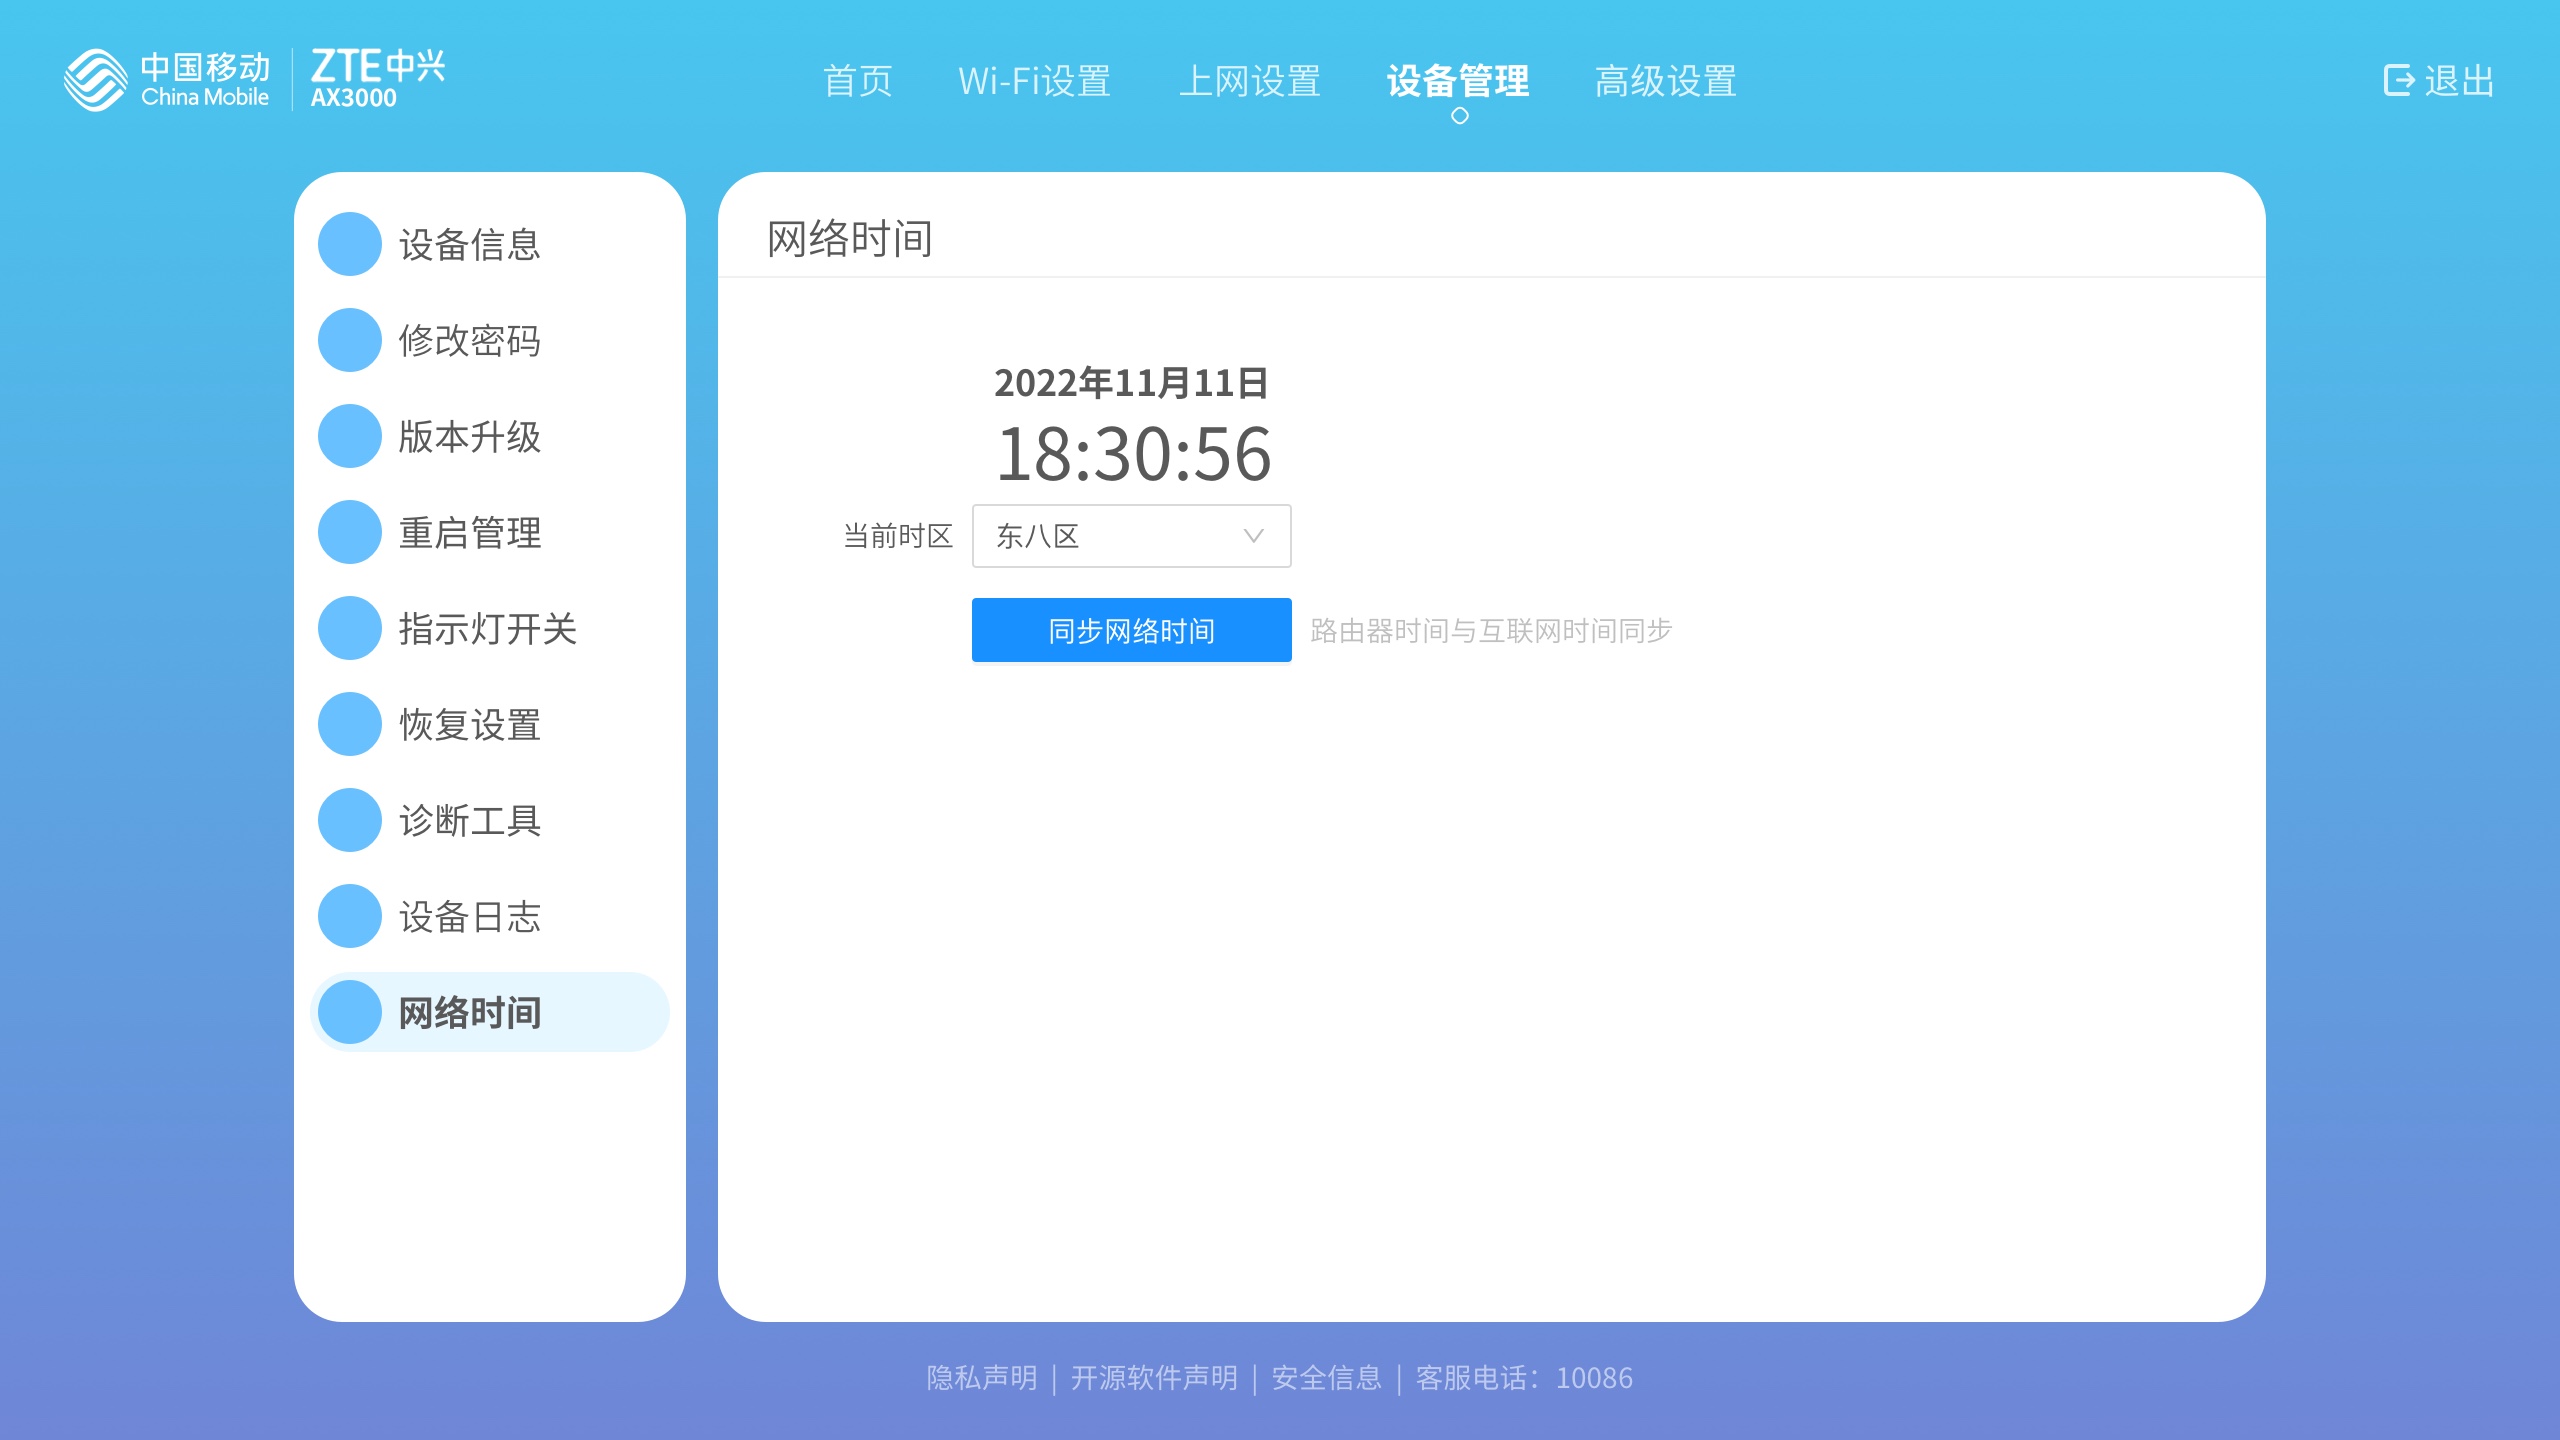 中国移动
China Mobile
ZTE中兴
AX3000
首页 Wi-Fi设置 上网设置 设备管理 高级设置
退出
设备信息
修改密码
版本升级
重启管理
指示灯开关
恢复设置
诊断工具
设备日志
网络时间
网络时间
2022年11月11日
18:30:56
当前时区 东八区
同步网络时间 路由器时间与互联网时间同步
隐私声明 | 开源软件声明 | 安全信息 | 客服电话：10086